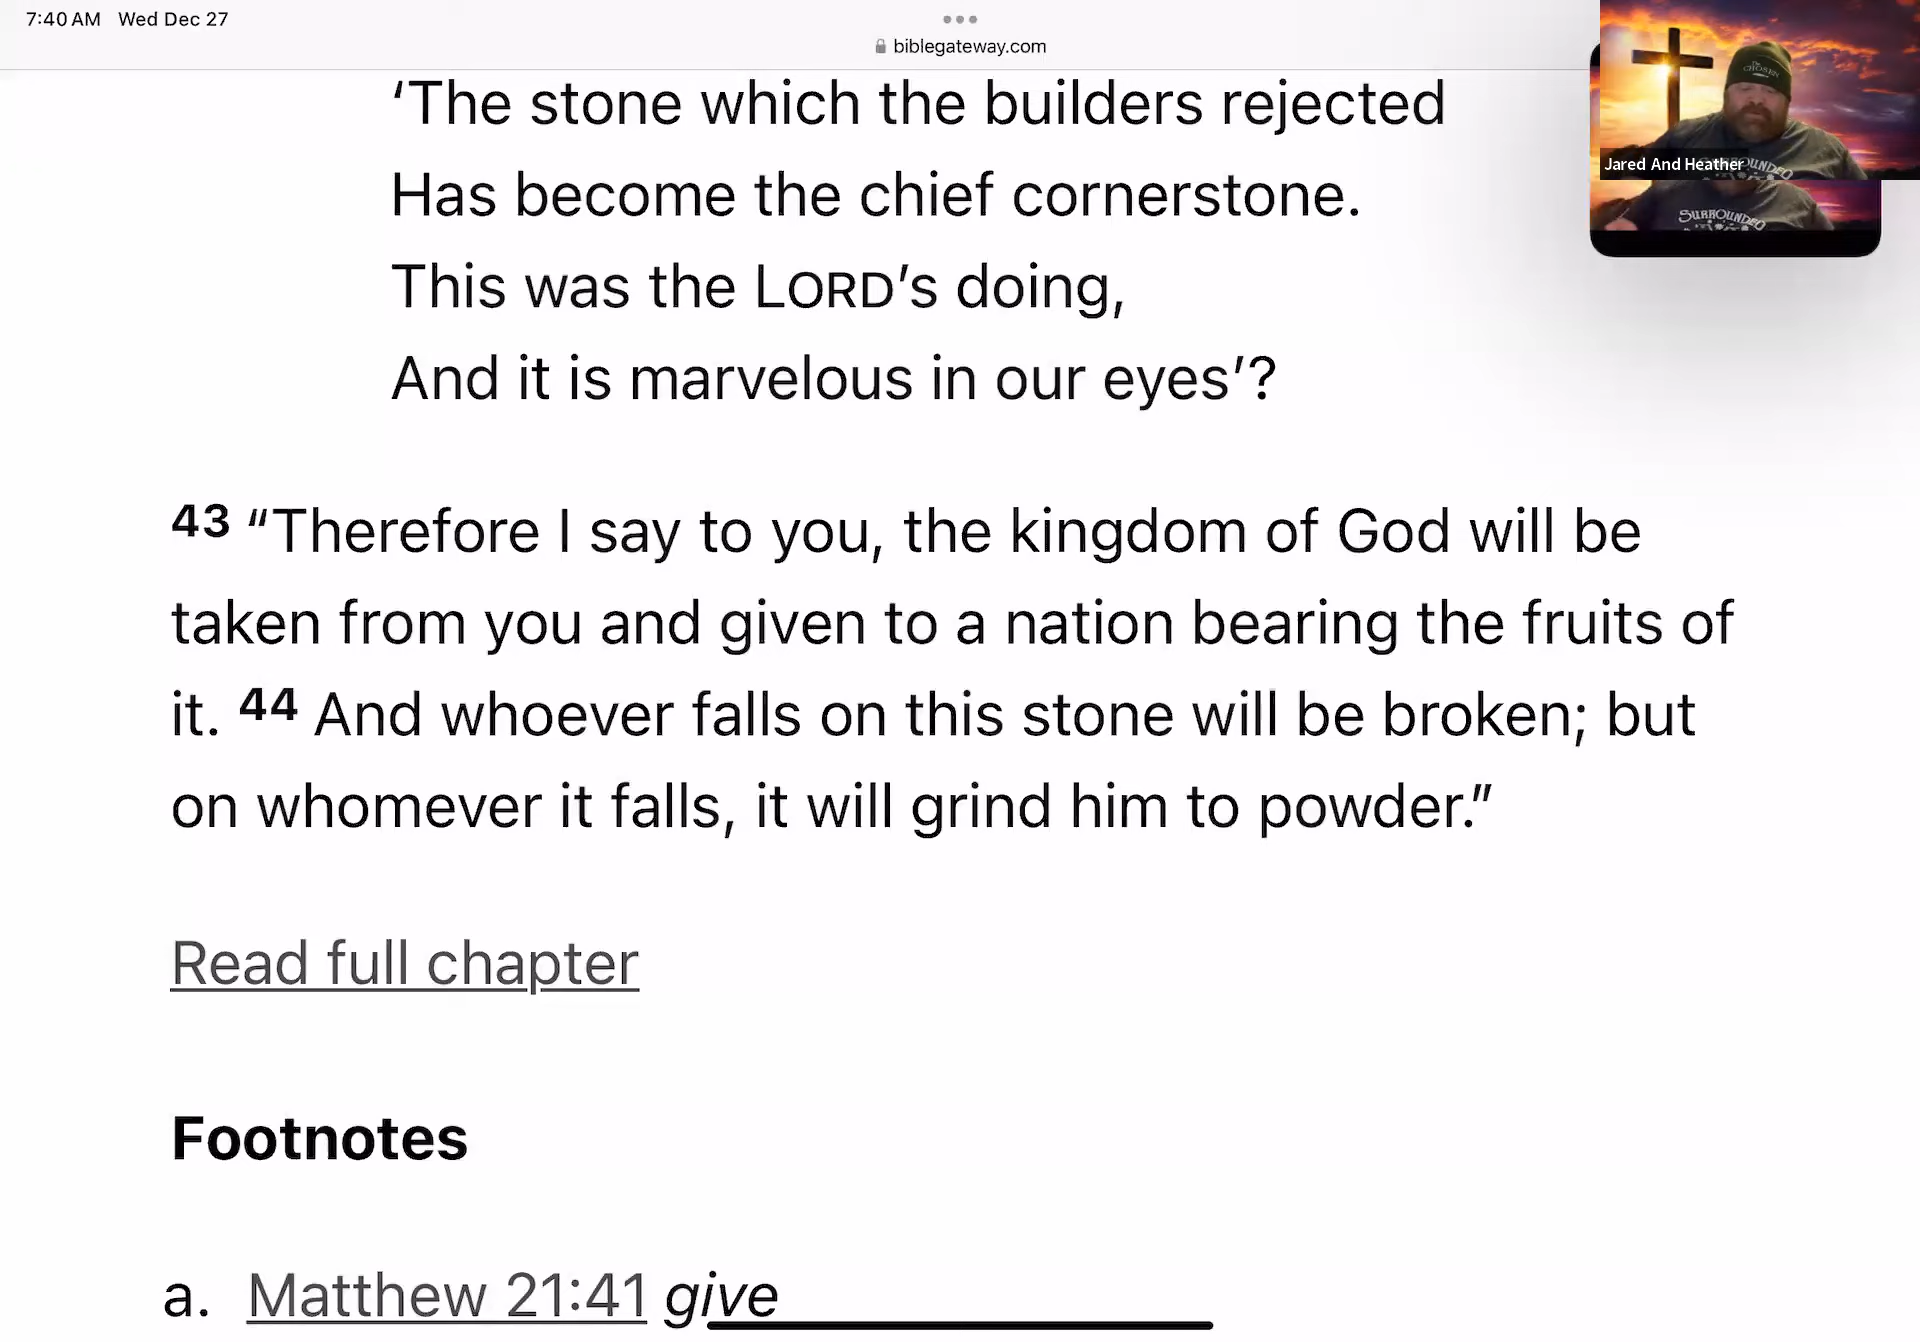 7:40 AM Wed Dec 27
biblegateway.com
‘The stone which the builders rejected
Has become the chief cornerstone.
This was the LORD’s doing,
And it is marvelous in our eyes’?
43 “Therefore I say to you, the kingdom of God will be
taken from you and given to a nation bearing the fruits of
it. 44 And whoever falls on this stone will be broken; but
on whomever it falls, it will grind him to powder.”
Read full chapter
Footnotes
a. Matthew 21:41 give
The
CHOSEN
Jared And Heather
SURROUNDED